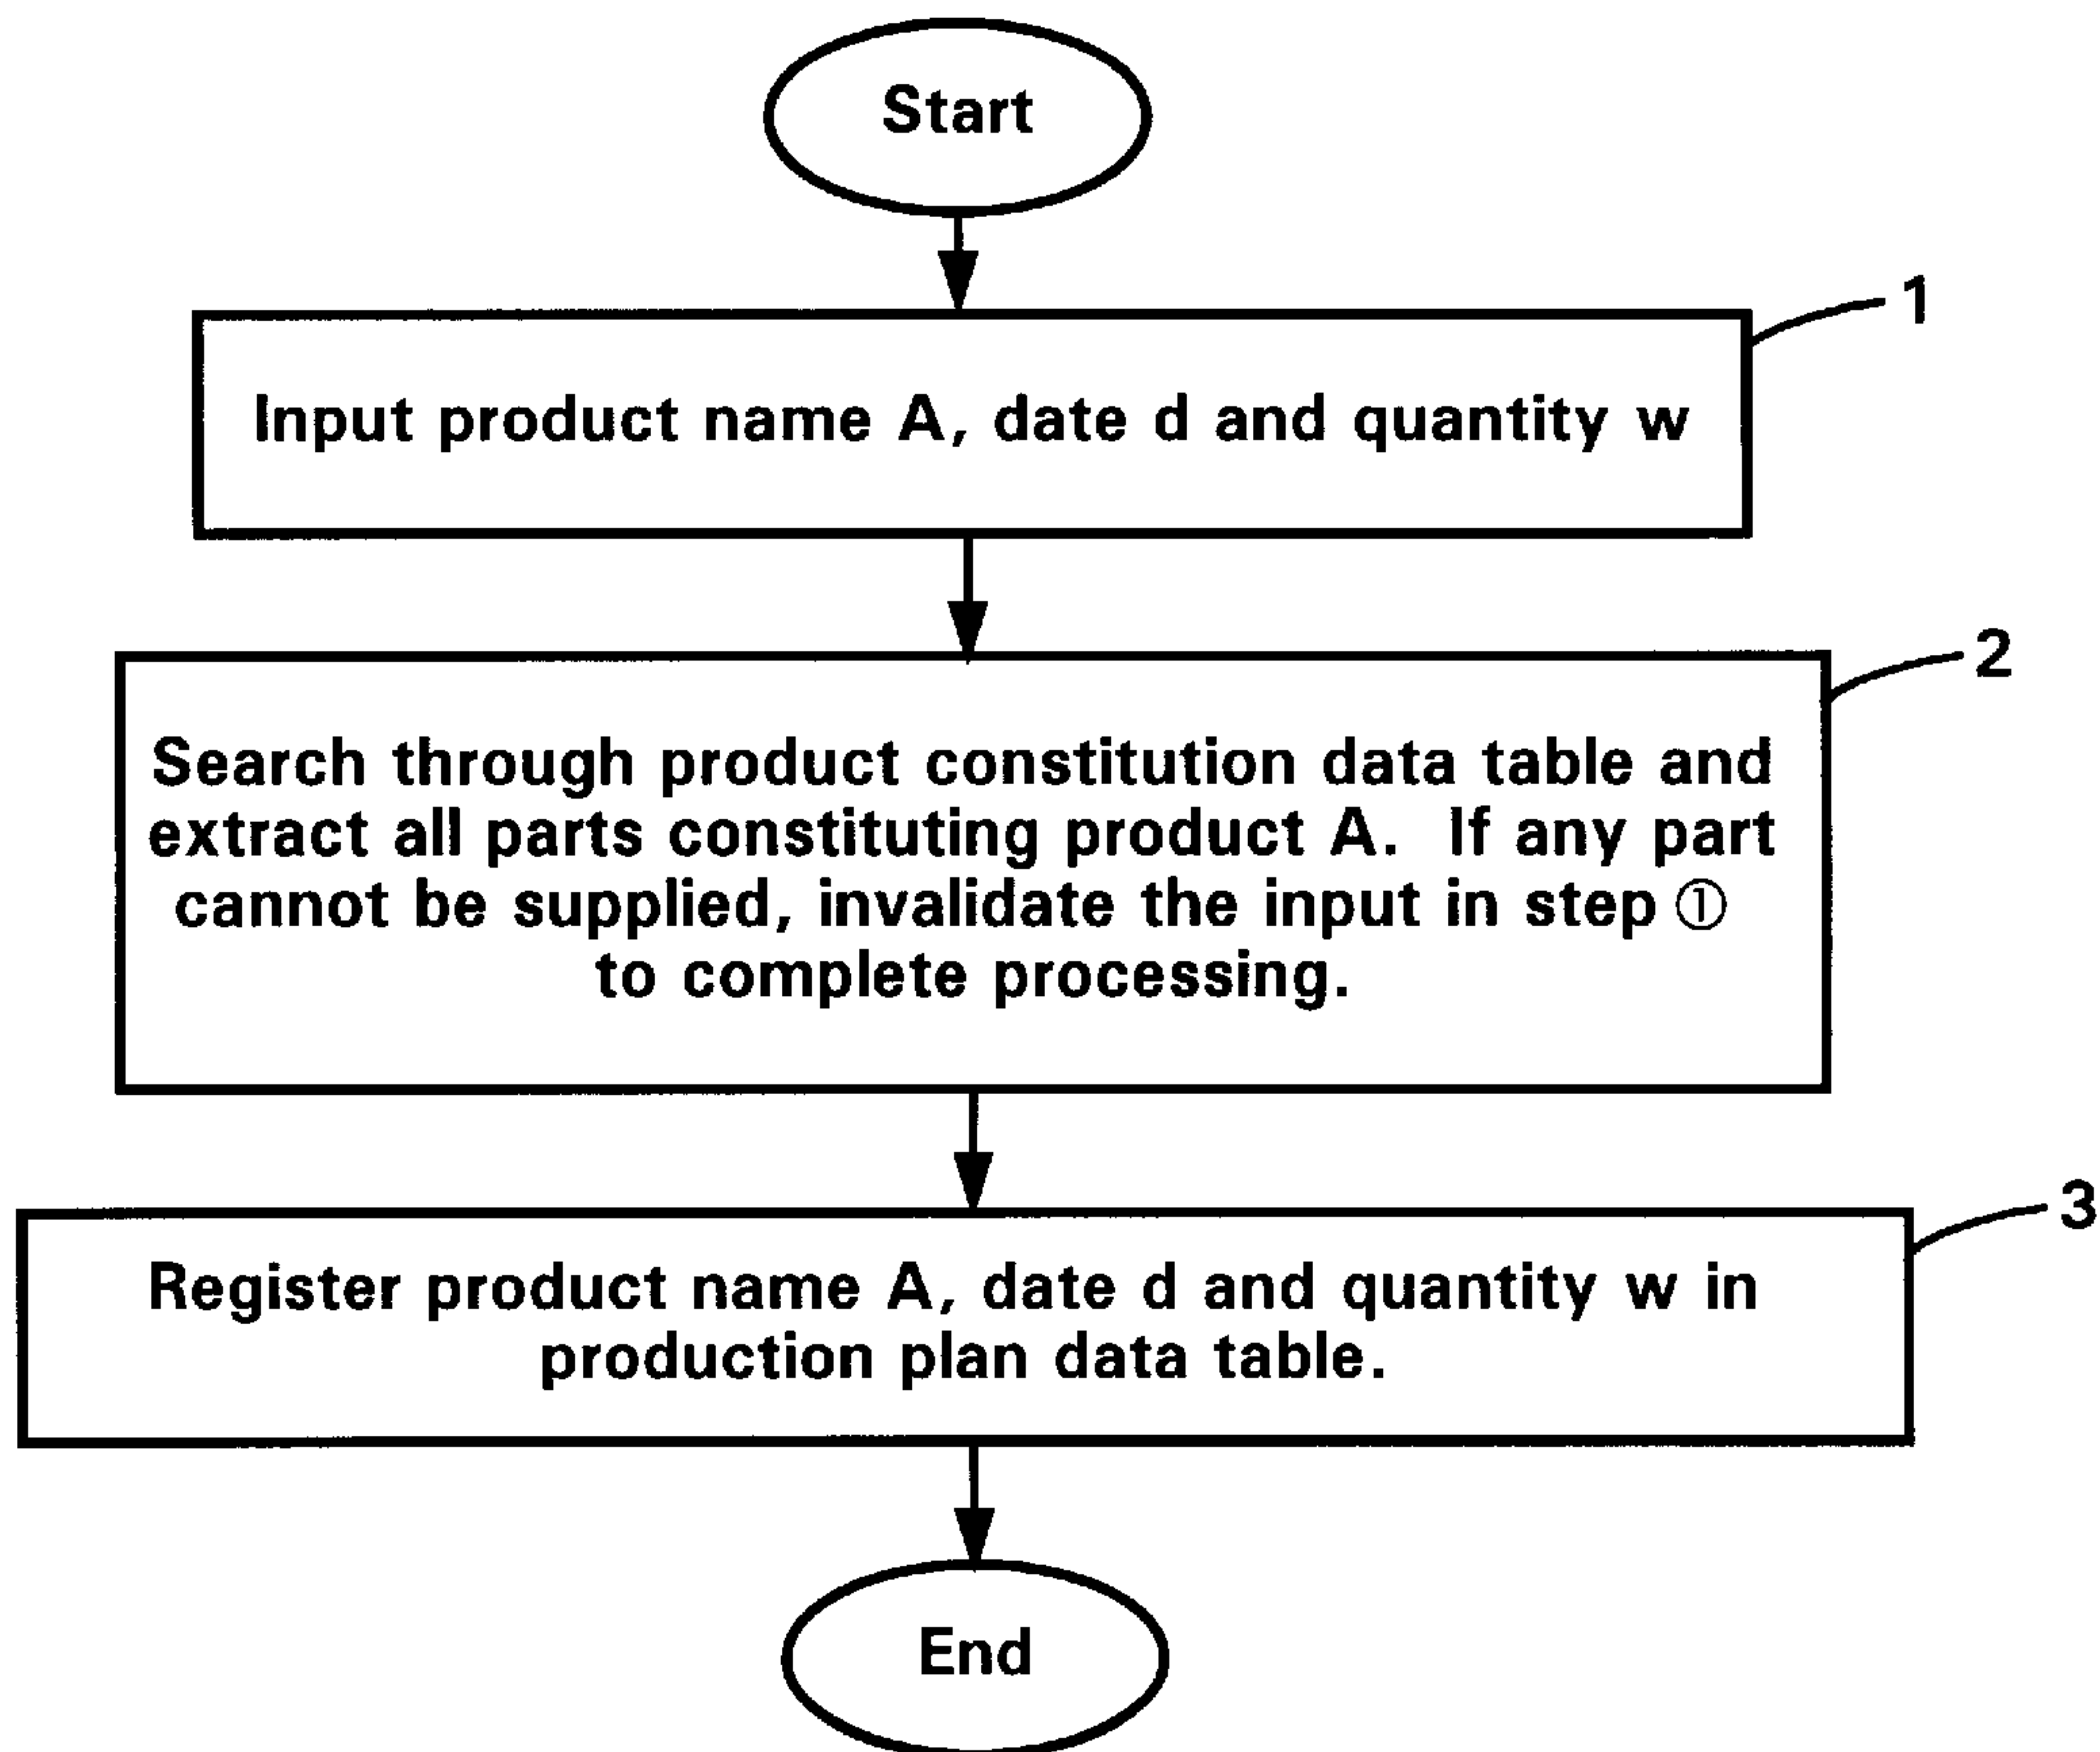 Start
1
Input product name A, date d and quantity w
2
Search through product constitution data table and
extract all parts constituting product A. If any part
cannot be supplied, invalidate the input in step ①
to complete processing.
3
Register product name A, date d and quantity w in
production plan data table.
End